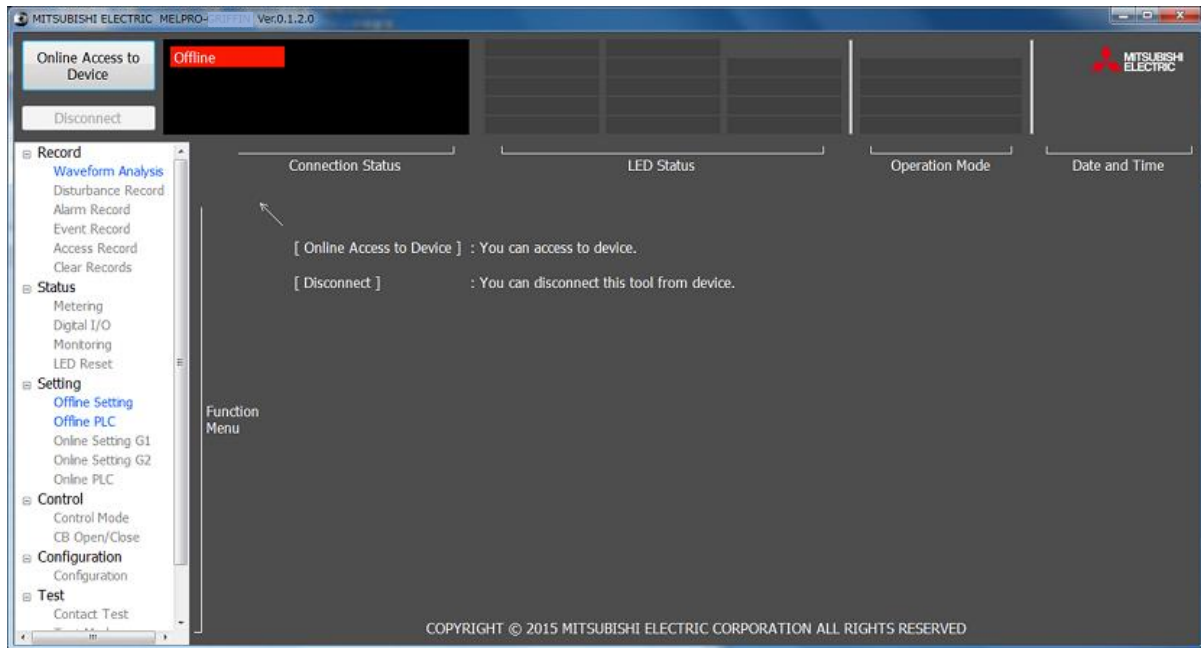 MITSUBISHI ELECTRIC MELPRO-GRIFFIN Ver.0.1.2.0
Online Access to
Device
Disconnect
Offline
MITSUBISHI
ELECTRIC
Connection Status
LED Status
Operation Mode
Date and Time
Record
Waveform Analysis
Disturbance Record
Alarm Record
Event Record
Access Record
Clear Records
Status
Metering
Digital I/O
Monitoring
LED Reset
Setting
Offline Setting
Offline PLC
Online Setting G1
Online Setting G2
Online PLC
Control
Control Mode
CB Open/Close
Configuration
Configuration
Test
Contact Test
[ Online Access to Device ] : You can access to device.
[ Disconnect ] : You can disconnect this tool from device.
Function
Menu
COPYRIGHT © 2015 MITSUBISHI ELECTRIC CORPORATION ALL RIGHTS RESERVED